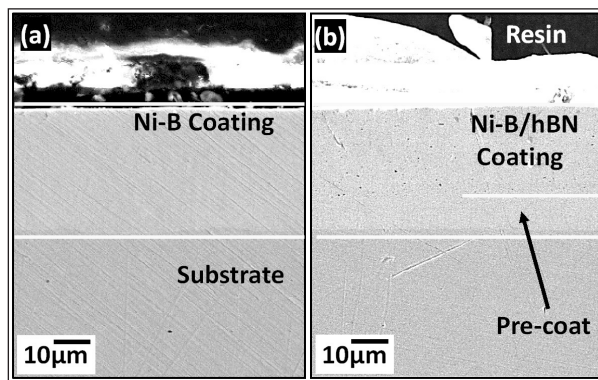 (a)
Ni-B Coating
Substrate
10µm
(b)
Resin
Ni-B/hBN
Coating
Pre-coat
10µm